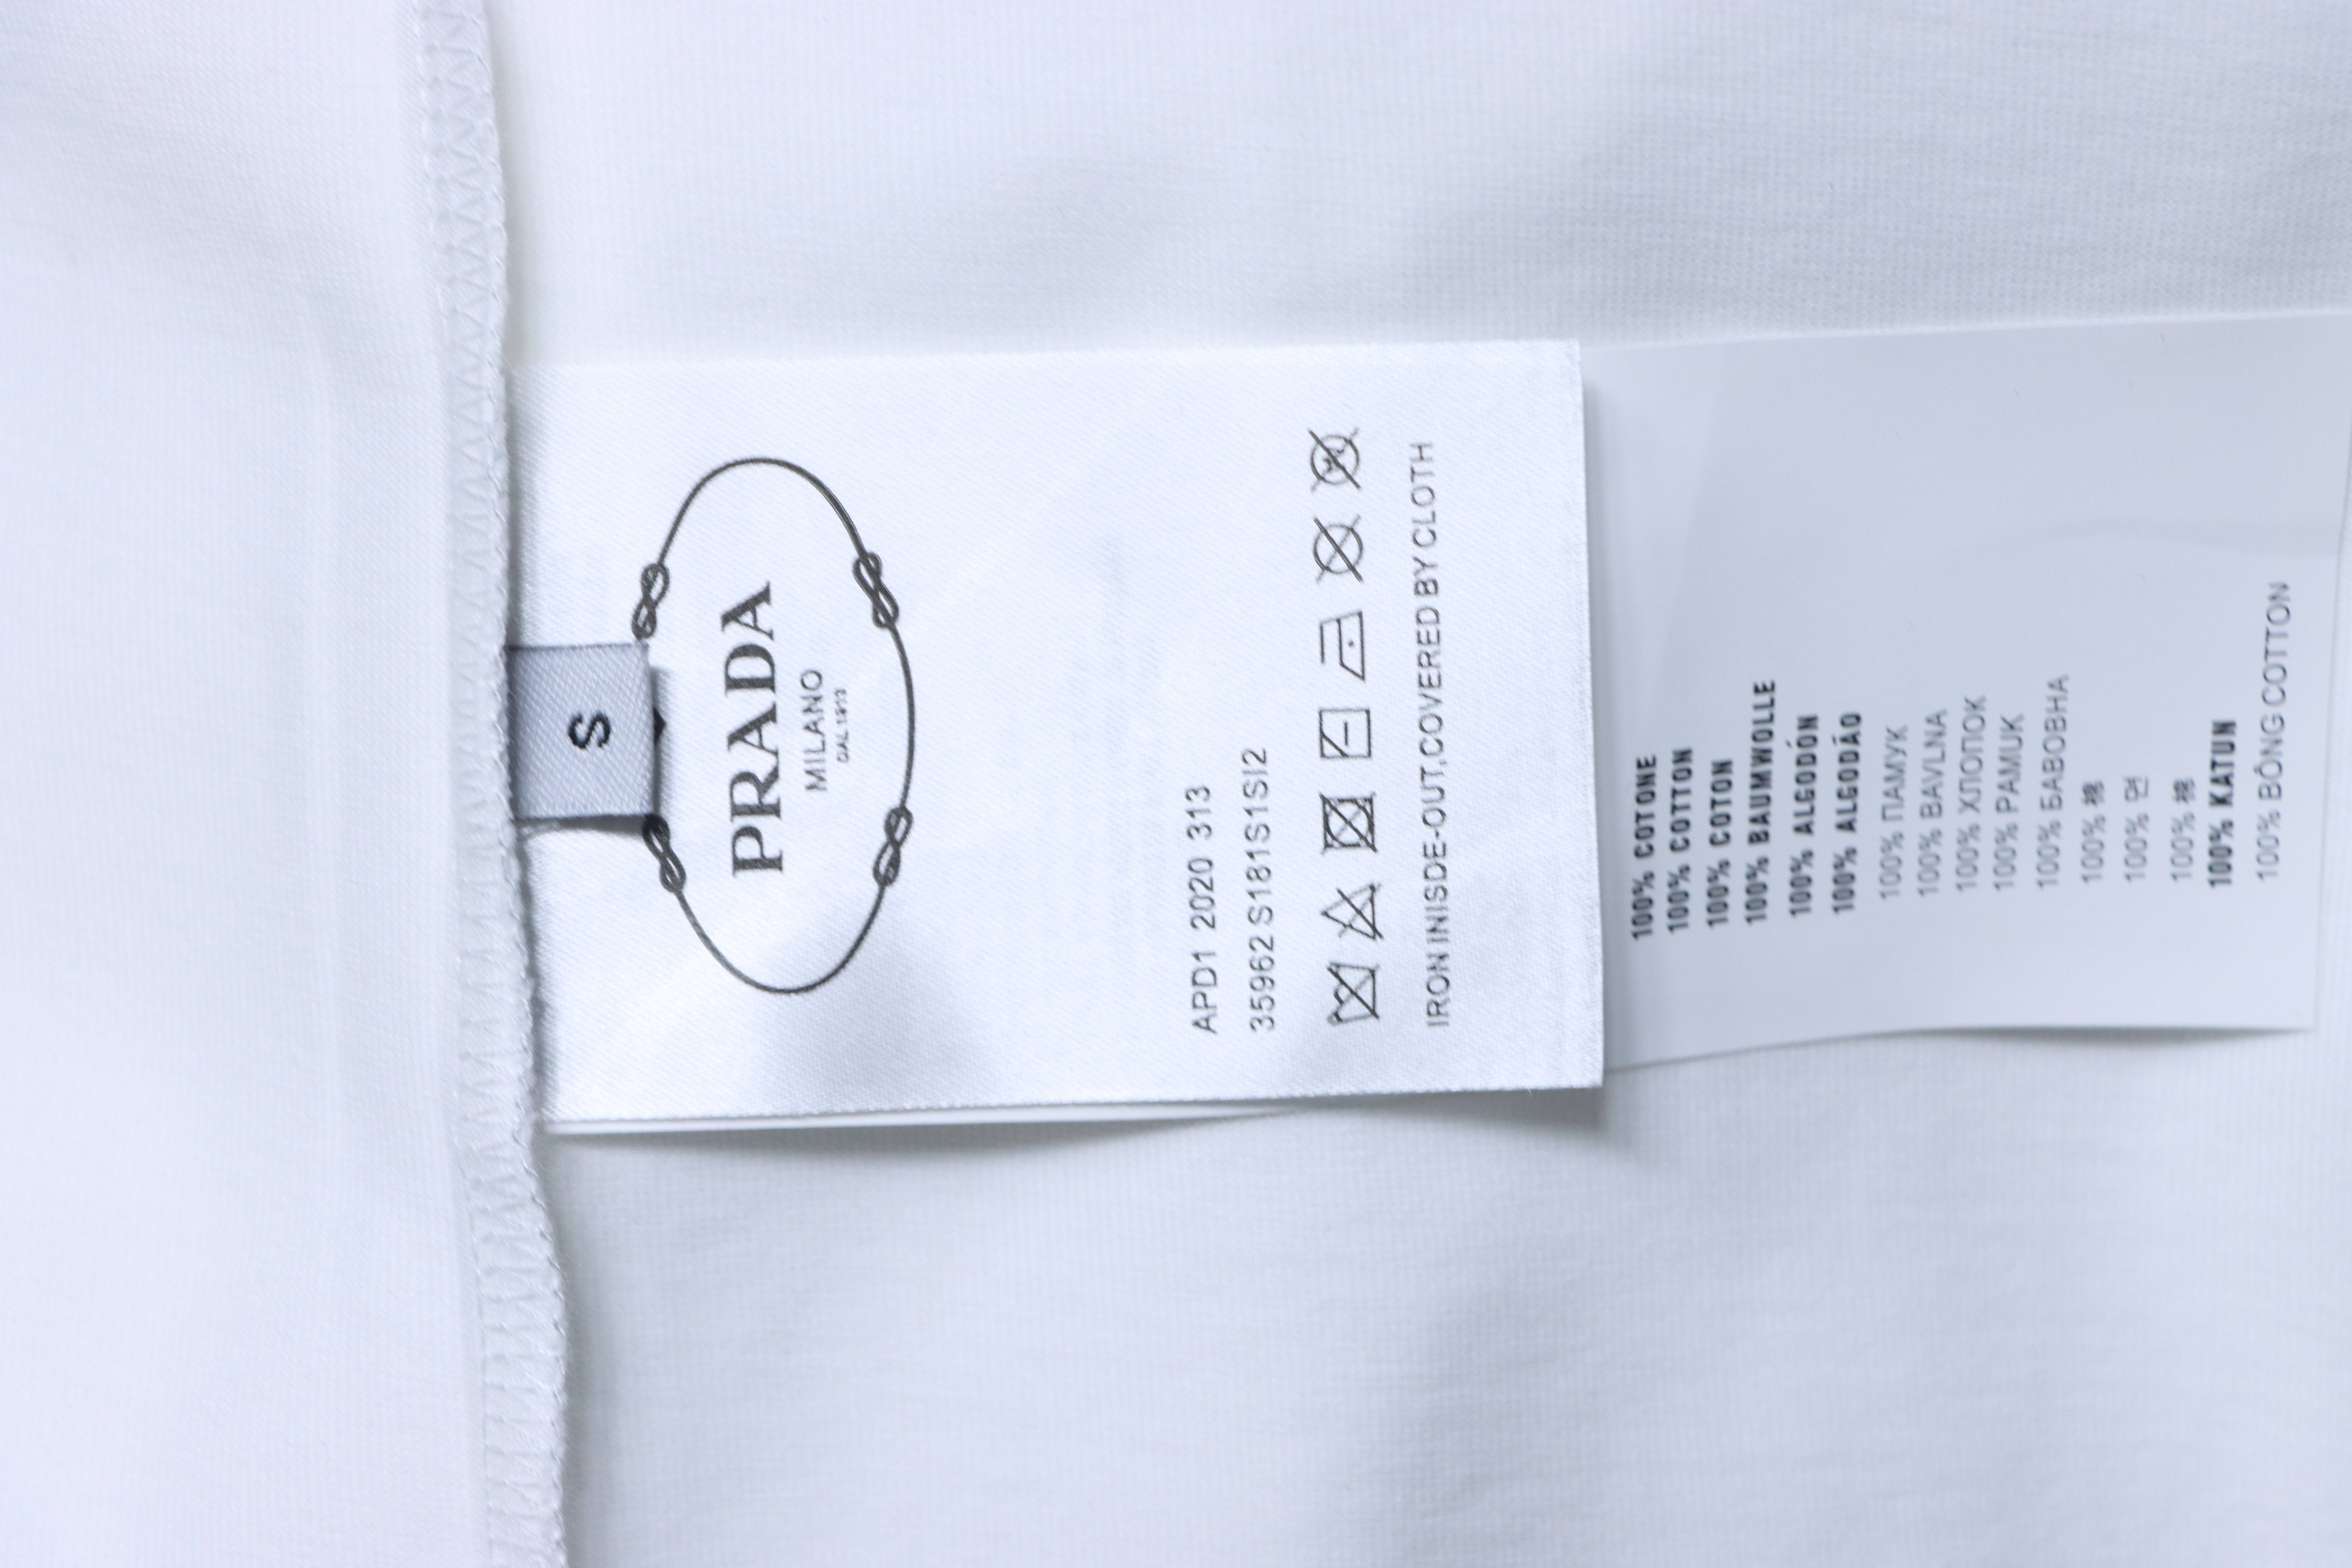 S
PRADA
MILANO
DAL 1913
APD1 2020 313
35962 S181S1SI2
IRON INISDE-OUT,COVERED BY CLOTH
100% COTONE
100% COTTON
100% COTON
100% BAUMWOLLE
100% ALGODÓN
100% ALGODÃO
100% ПАМУК
100% BAVLNA
100% ХЛОПОК
100% PAMUK
100% БАВОВНА
100% 棉
100% 면
100% 棉
100% KATUN
100% BÔNG COTTON